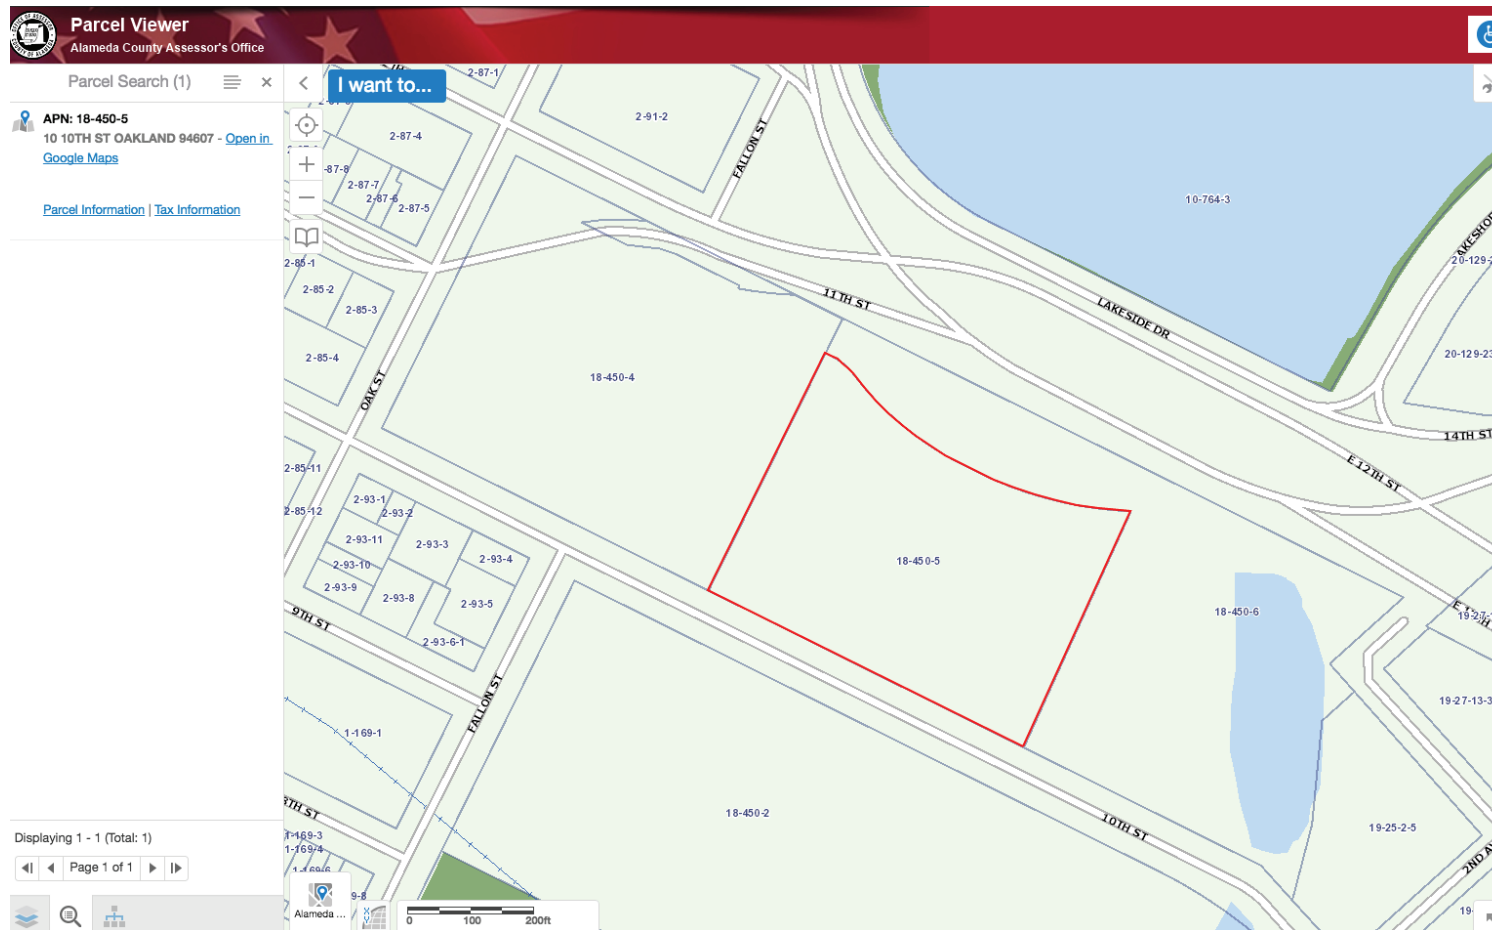 Parcel Viewer
Alameda County Assessor's Office
Parcel Search (1)
I want to...
APN: 18-450-5
10 10TH ST OAKLAND 94607 - Open in
Google Maps
Parcel Information | Tax Information
2-87-1
2-91-2
2-87-4
FALLON ST
-87-8
2-87-7
2-87-6
2-87-5
10-764-3
2-85-1
2-85-2
2-85-3
2-85-4
11TH ST
LAKESIDE DR
20-129-23
14TH ST
18-450-4
OAK ST
E 12TH ST
2-85-11
2-85-12
2-93-1
2-93-2
2-93-11
2-93-3
2-93-4
2-93-10
2-93-9
2-93-8
2-93-5
2-93-6-1
18-450-5
18-450-6
9TH ST
FALLON ST
19-27-13-3
1-169-1
18-450-2
10TH ST
19-25-2-5
1-169-3
1-169-4
1-169-6
9-8
Displaying 1 - 1 (Total: 1)
Page 1 of 1
Alameda ...
0 100 200ft